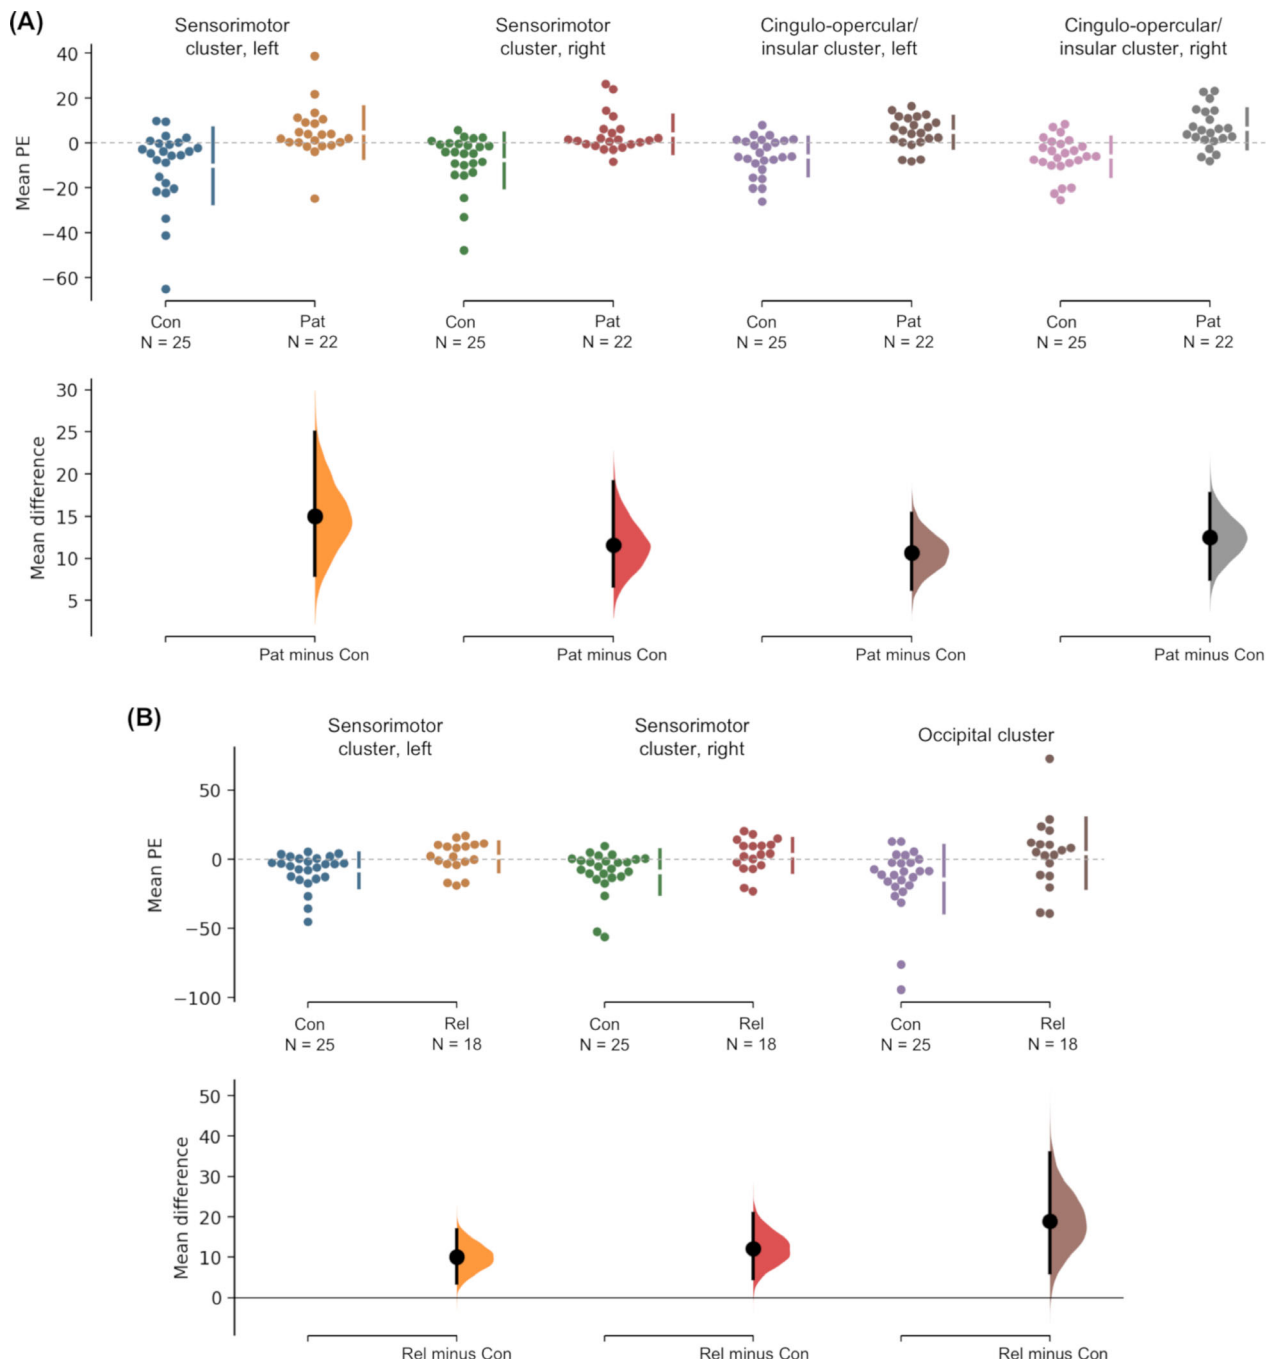 (A)
Sensorimotor
cluster, left
Sensorimotor
cluster, right
Cingulo-opercular/
insular cluster, left
Cingulo-opercular/
insular cluster, right
Mean PE
40
20
0
−20
−40
−60
Con
N = 25
Pat
N = 22
Con
N = 25
Pat
N = 22
Con
N = 25
Pat
N = 22
Con
N = 25
Pat
N = 22
Mean difference
30
25
20
15
10
5
Pat minus Con
Pat minus Con
Pat minus Con
Pat minus Con
(B)
Sensorimotor
cluster, left
Sensorimotor
cluster, right
Occipital cluster
Mean PE
50
0
−50
−100
Con
N = 25
Rel
N = 18
Con
N = 25
Rel
N = 18
Con
N = 25
Rel
N = 18
Mean difference
50
40
30
20
10
0
Rel minus Con
Rel minus Con
Rel minus Con